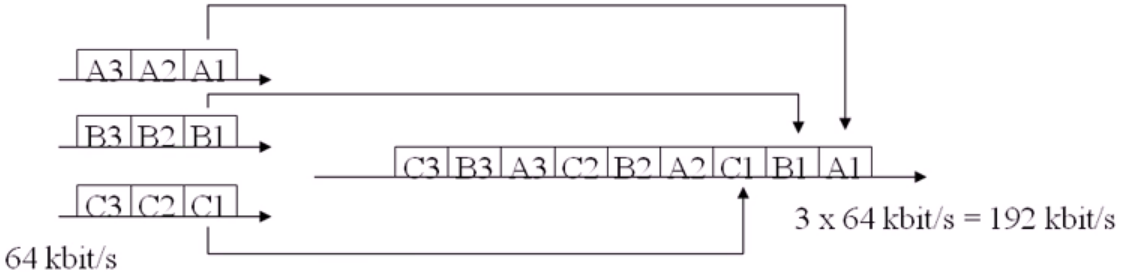 A3 A2 A1
B3 B2 B1
C3 B3 A3 C2 B2 A2 C1 B1 A1
C3 C2 C1
3 x 64 kbit/s = 192 kbit/s
64 kbit/s